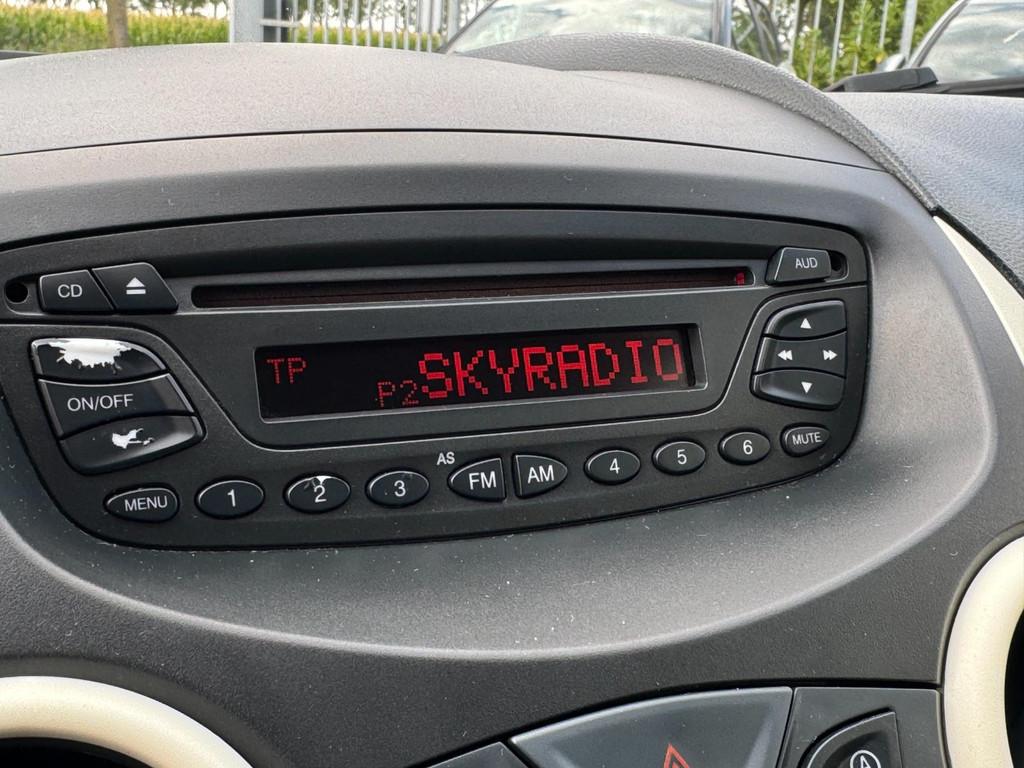 CD
AUD
TP P2 SKYRADIO
ON/OFF
AS
MENU 1 2 3 FM AM 4 5 6 MUTE
A